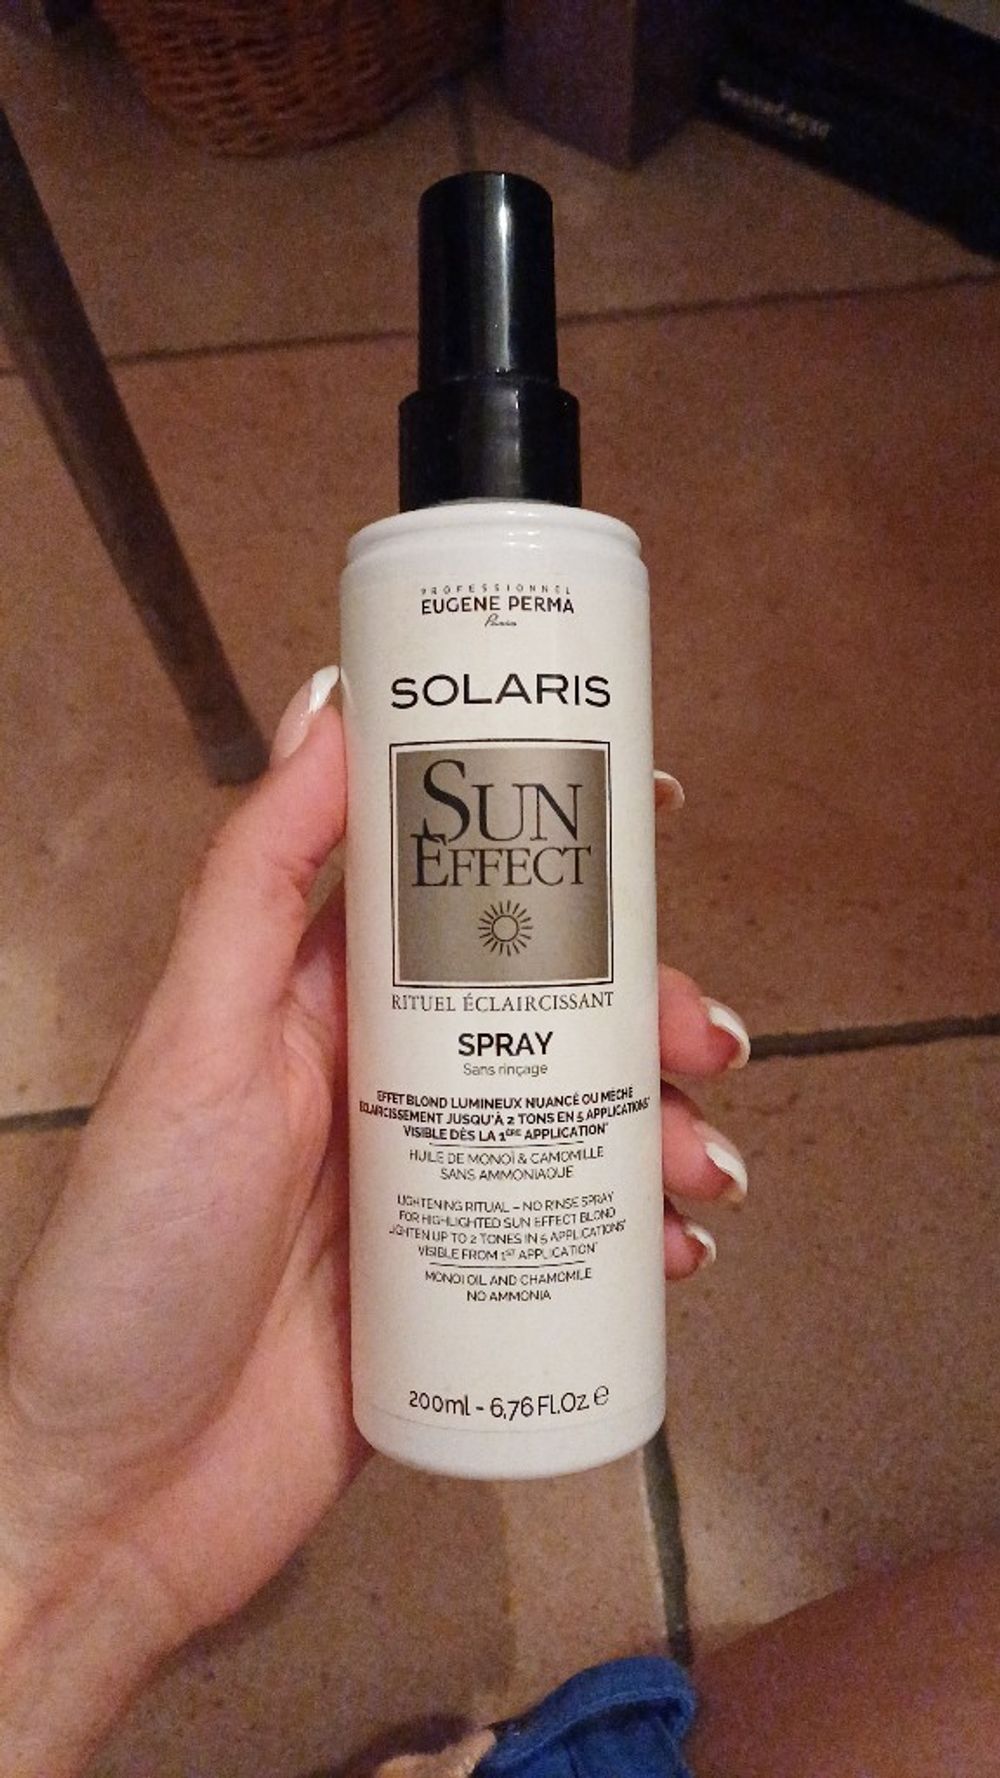 PROFESSIONNEL
EUGENE PERMA
Paris
SOLARIS
SUN
EFFECT
RITUEL ÉCLAIRCISSANT
SPRAY
Sans rinçage
EFFET BLOND LUMINEUX NUANCÉ OU MÉCHÉ
ÉCLAIRCISSEMENT JUSQU'À 2 TONS EN 5 APPLICATIONS*
VISIBLE DÈS LA 1ÈRE APPLICATION*
HUILE DE MONOÏ & CAMOMILLE
SANS AMMONIAQUE
LIGHTENING RITUAL – NO RINSE SPRAY
FOR HIGHLIGHTED SUN EFFECT BLOND
LIGHTEN UP TO 2 TONES IN 5 APPLICATIONS*
VISIBLE FROM 1ST APPLICATION*
MONOI OIL AND CHAMOMILE
NO AMMONIA
200ml - 6,76 Fl.Oz ℮